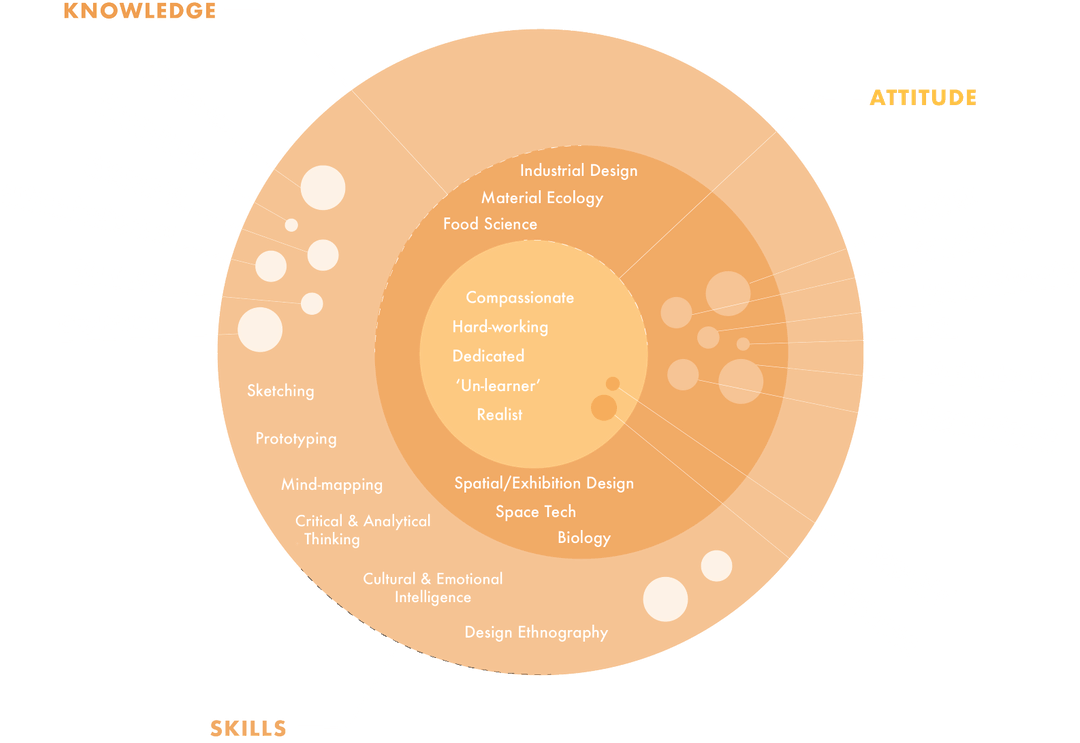 KNOWLEDGE
ATTITUDE
Industrial Design
Material Ecology
Food Science
Compassionate
Hard-working
Dedicated
‘Un-learner’
Realist
Sketching
Prototyping
Mind-mapping
Critical & Analytical
Thinking
Spatial/Exhibition Design
Space Tech
Biology
Cultural & Emotional
Intelligence
Design Ethnography
SKILLS